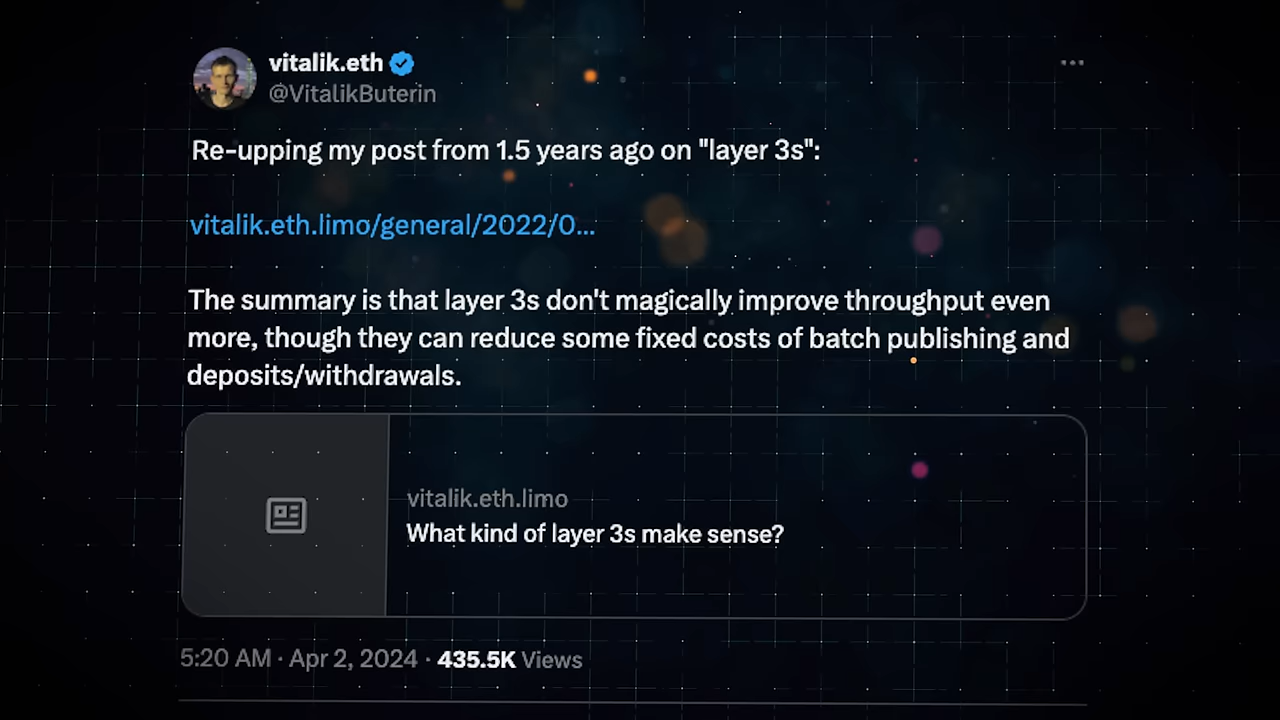 vitalik.eth
@VitalikButerin
Re-upping my post from 1.5 years ago on "layer 3s":
vitalik.eth.limo/general/2022/0...
The summary is that layer 3s don't magically improve throughput even
more, though they can reduce some fixed costs of batch publishing and
deposits/withdrawals.
vitalik.eth.limo
What kind of layer 3s make sense?
5:20 AM · Apr 2, 2024 · 435.5K Views